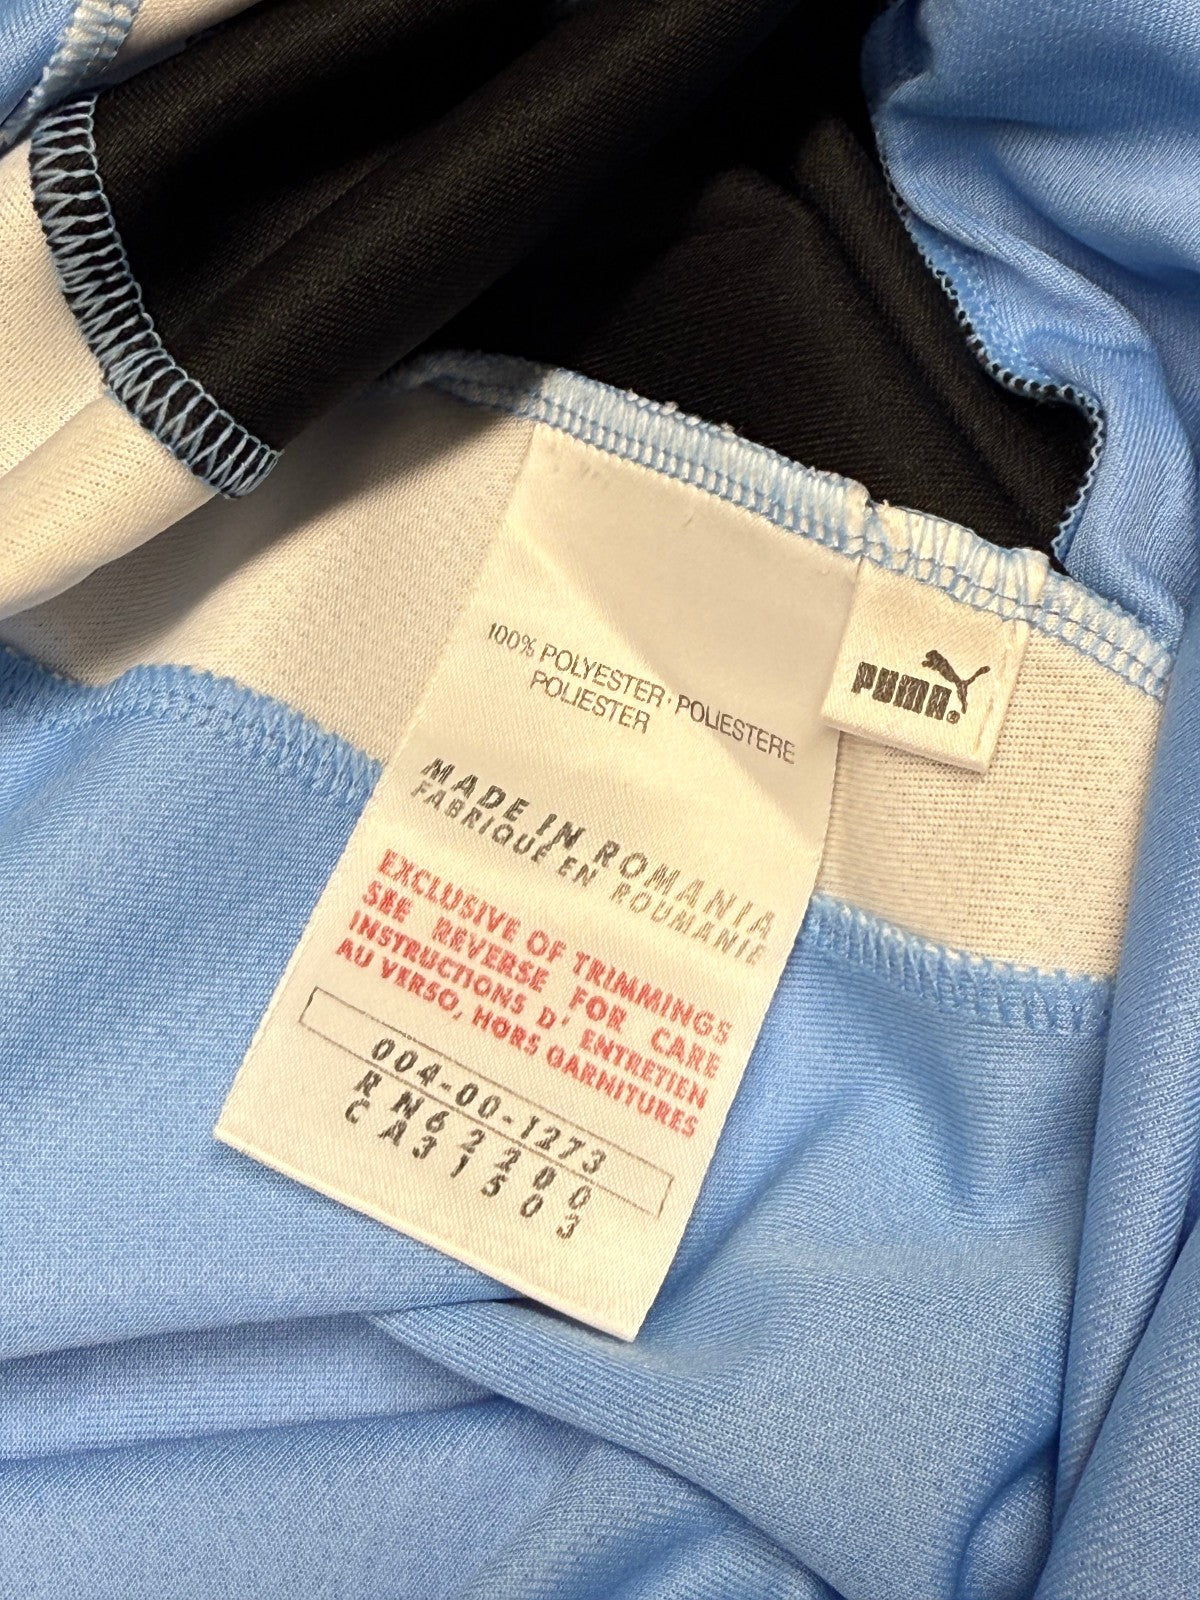 100% POLYESTER · POLIESTERE
POLIESTER
PUMA®
MADE IN ROMANIA
FABRIQUÉ EN ROUMANIE
EXCLUSIVE OF TRIMMINGS
SEE REVERSE FOR CARE
INSTRUCTIONS D' ENTRETIEN
AU VERSO, HORS GARNITURES
004-00-1273
RN62200
CA31503